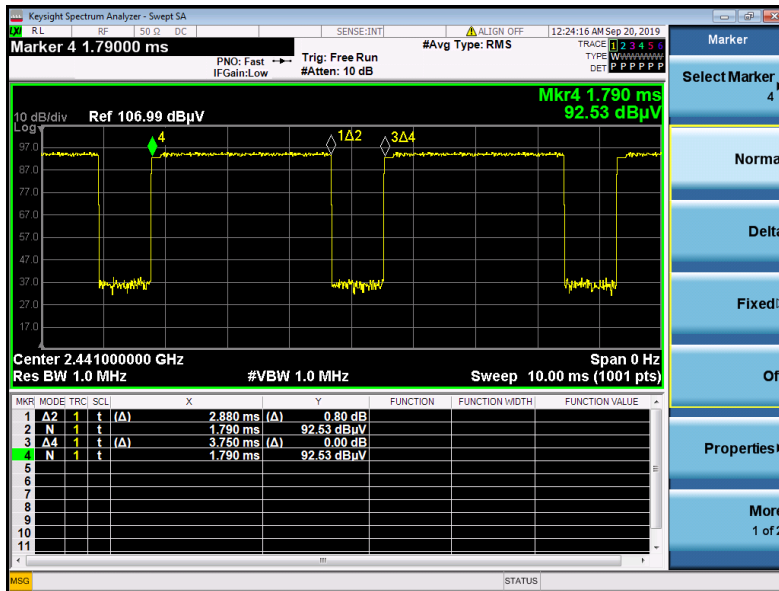 Keysight Spectrum Analyzer - Swept SA
LXI RL RF 50 Ω DC SENSE:INT ALIGN OFF 12:24:16 AM Sep 20, 2019
Marker 4 1.79000 ms
#Avg Type: RMS
TRACE 1 2 3 4 5 6
PNO: Fast Trig: Free Run
TYPE W
IFGain:Low #Atten: 10 dB
DET P P P P P P
Mkr4 1.790 ms
92.53 dBµV
10 dB/div Ref 106.99 dBµV
Log
4
1Δ2
3Δ4
97.0
87.0
77.0
67.0
57.0
47.0
37.0
27.0
17.0
Center 2.441000000 GHz Span 0 Hz
Res BW 1.0 MHz #VBW 1.0 MHz Sweep 10.00 ms (1001 pts)
MKR MODE TRC SCL X Y FUNCTION FUNCTION WIDTH FUNCTION VALUE
1 Δ2 1 t (Δ) 2.880 ms (Δ) 0.80 dB
2 N 1 t 1.790 ms 92.53 dBµV
3 Δ4 1 t (Δ) 3.750 ms (Δ) 0.00 dB
4 N 1 t 1.790 ms 92.53 dBµV
5
6
7
8
9
10
11
MSG STATUS
Marker
Select Marker
4
Norma
Delta
Fixed
Of
Properties
More
1 of 2